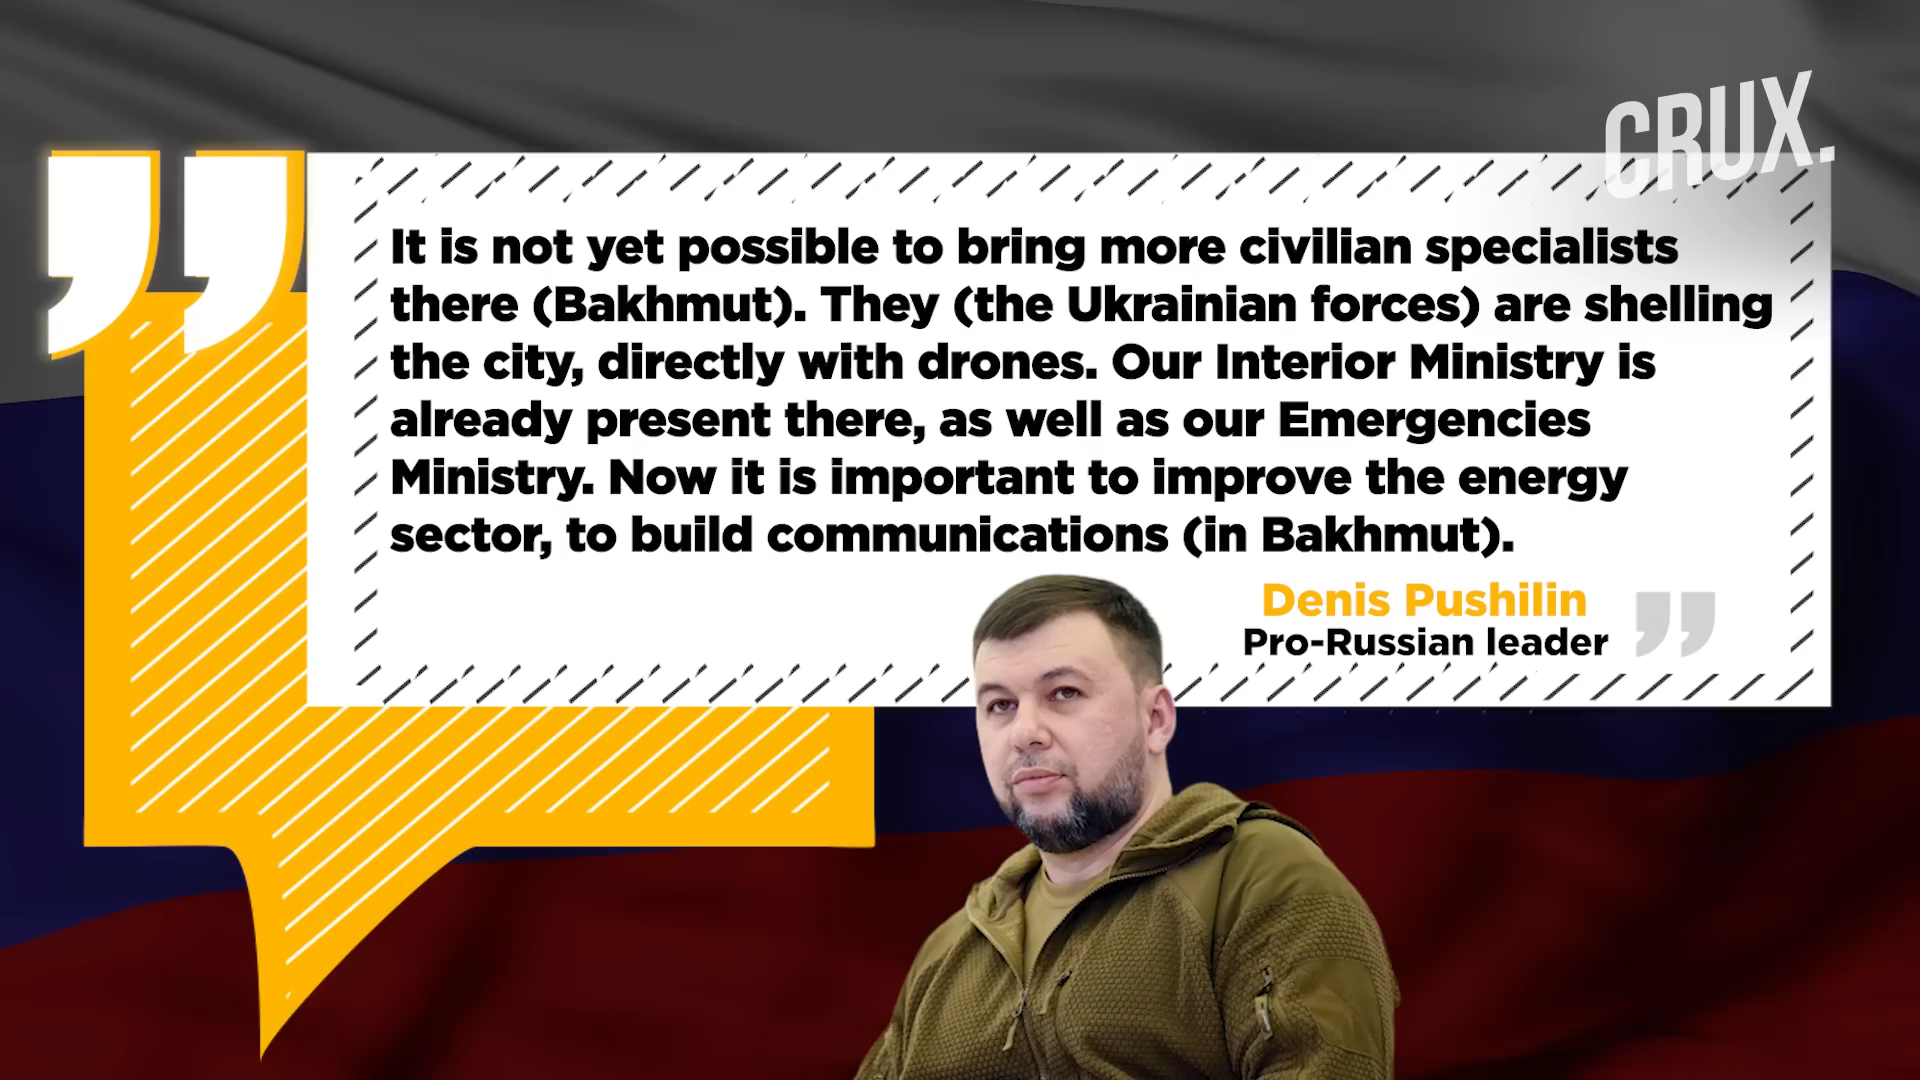 CRUX.
It is not yet possible to bring more civilian specialists
there (Bakhmut). They (the Ukrainian forces) are shelling
the city, directly with drones. Our Interior Ministry is
already present there, as well as our Emergencies
Ministry. Now it is important to improve the energy
sector, to build communications (in Bakhmut).
Denis Pushilin
Pro-Russian leader